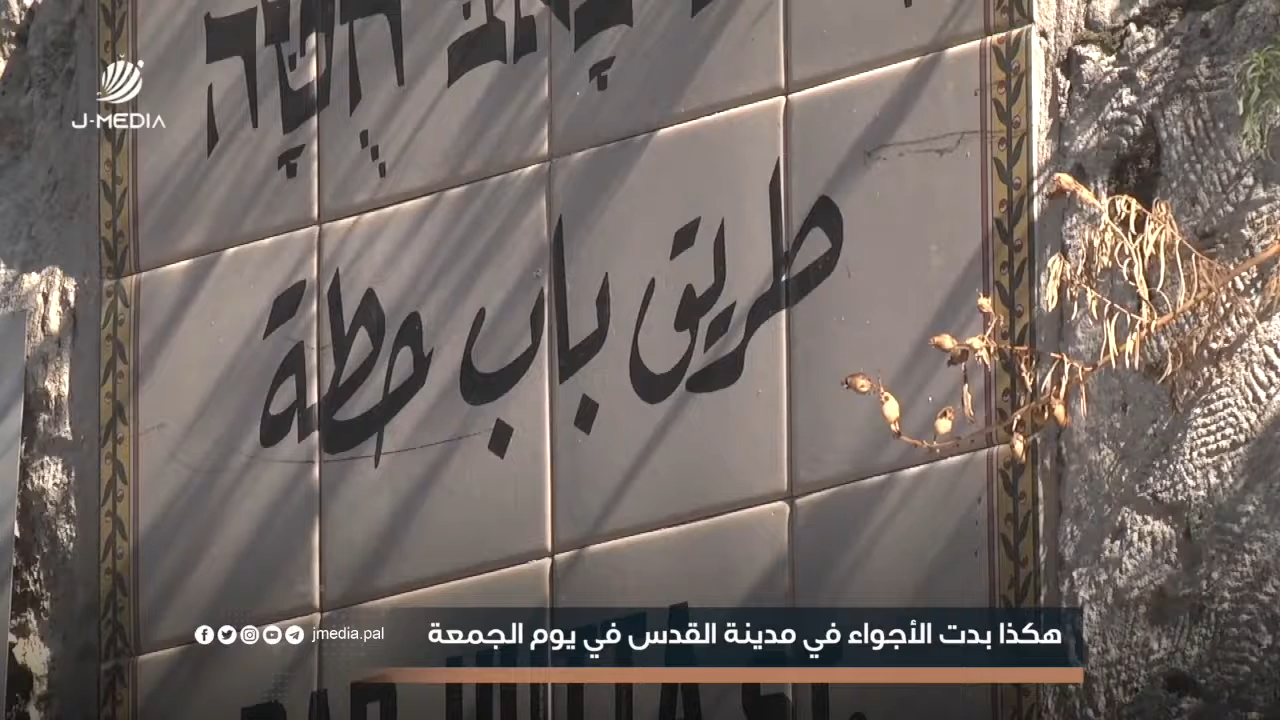 J-MEDIA
طريق باب حطة
هكذا بدت الأجواء في مدينة القدس في يوم الجمعة
jmedia.pal